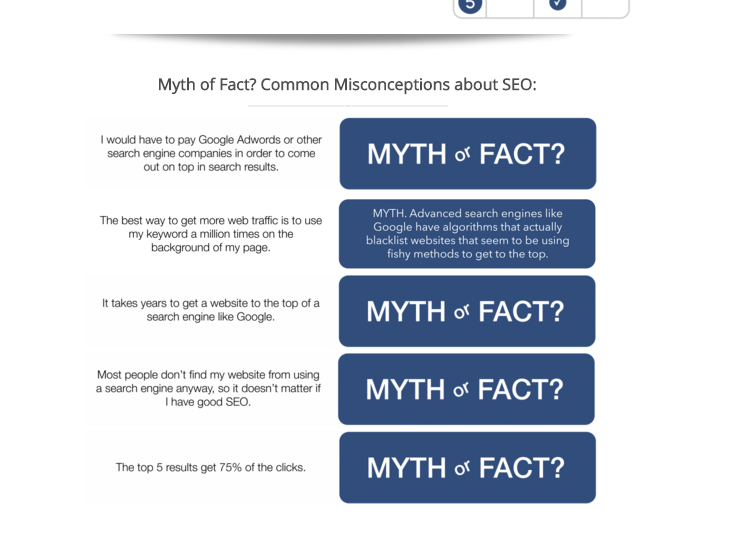 5
Myth of Fact? Common Misconceptions about SEO:
I would have to pay Google Adwords or other
search engine companies in order to come
out on top in search results.
MYTH or FACT?
The best way to get more web traffic is to use
my keyword a million times on the
background of my page.
MYTH. Advanced search engines like
Google have algorithms that actually
blacklist websites that seem to be using
fishy methods to get to the top.
It takes years to get a website to the top of a
search engine like Google.
MYTH or FACT?
Most people don't find my website from using
a search engine anyway, so it doesn't matter if
I have good SEO.
MYTH or FACT?
The top 5 results get 75% of the clicks.
MYTH or FACT?